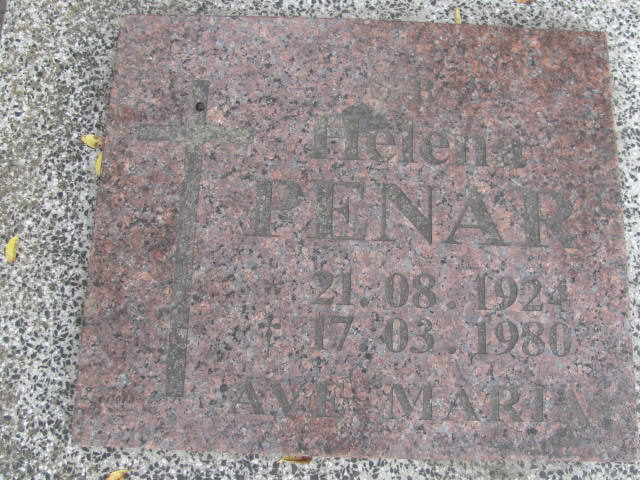 Helena
PENAR
* 21. 08. 1924
† 17. 03. 1980
AVE MARIA